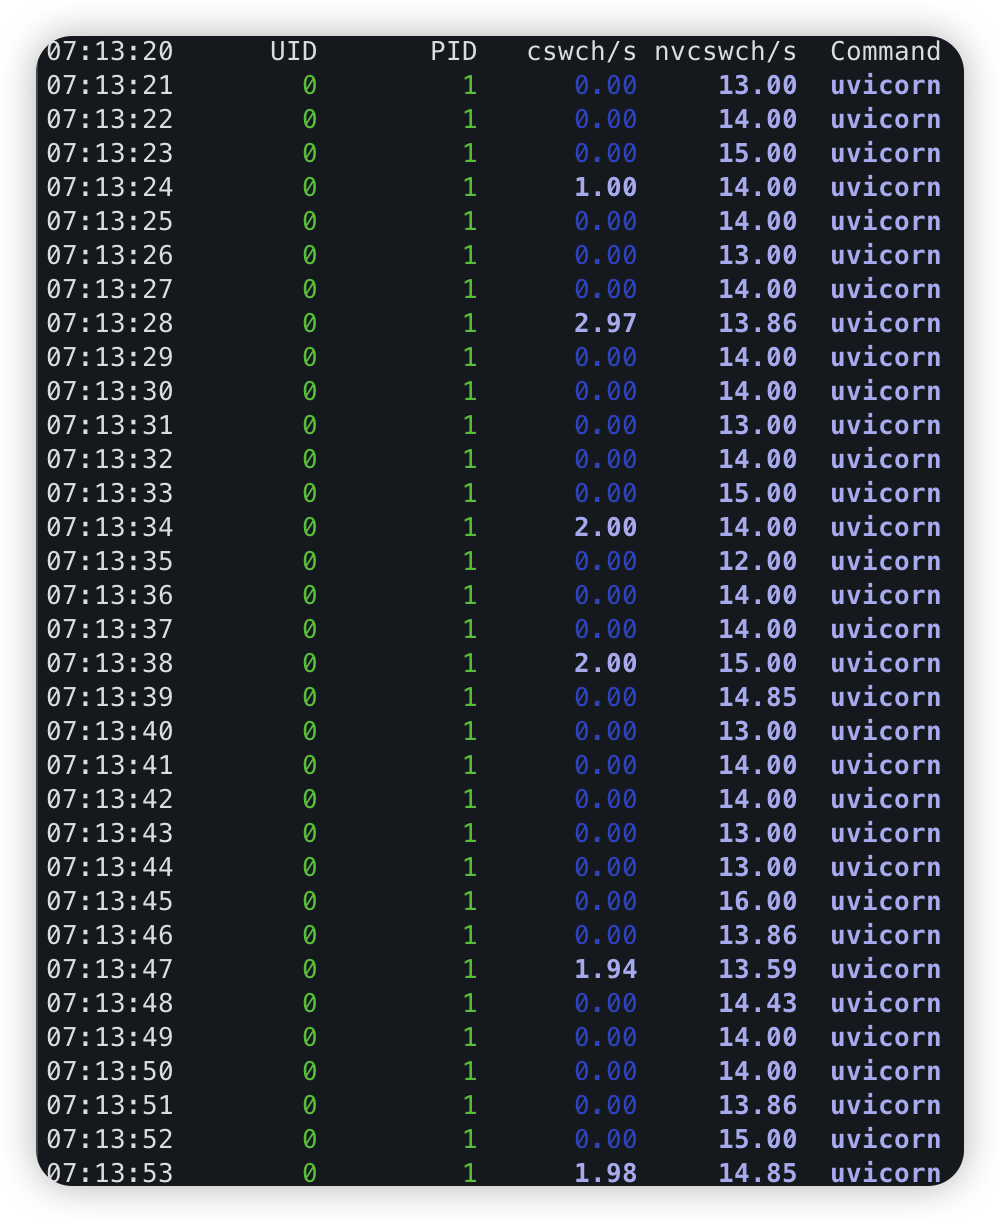 07:13:20 UID PID cswch/s nvcswch/s Command
07:13:21 0 1 0.00 13.00 uvicorn
07:13:22 0 1 0.00 14.00 uvicorn
07:13:23 0 1 0.00 15.00 uvicorn
07:13:24 0 1 1.00 14.00 uvicorn
07:13:25 0 1 0.00 14.00 uvicorn
07:13:26 0 1 0.00 13.00 uvicorn
07:13:27 0 1 0.00 14.00 uvicorn
07:13:28 0 1 2.97 13.86 uvicorn
07:13:29 0 1 0.00 14.00 uvicorn
07:13:30 0 1 0.00 14.00 uvicorn
07:13:31 0 1 0.00 13.00 uvicorn
07:13:32 0 1 0.00 14.00 uvicorn
07:13:33 0 1 0.00 15.00 uvicorn
07:13:34 0 1 2.00 14.00 uvicorn
07:13:35 0 1 0.00 12.00 uvicorn
07:13:36 0 1 0.00 14.00 uvicorn
07:13:37 0 1 0.00 14.00 uvicorn
07:13:38 0 1 2.00 15.00 uvicorn
07:13:39 0 1 0.00 14.85 uvicorn
07:13:40 0 1 0.00 13.00 uvicorn
07:13:41 0 1 0.00 14.00 uvicorn
07:13:42 0 1 0.00 14.00 uvicorn
07:13:43 0 1 0.00 13.00 uvicorn
07:13:44 0 1 0.00 13.00 uvicorn
07:13:45 0 1 0.00 16.00 uvicorn
07:13:46 0 1 0.00 13.86 uvicorn
07:13:47 0 1 1.94 13.59 uvicorn
07:13:48 0 1 0.00 14.43 uvicorn
07:13:49 0 1 0.00 14.00 uvicorn
07:13:50 0 1 0.00 14.00 uvicorn
07:13:51 0 1 0.00 13.86 uvicorn
07:13:52 0 1 0.00 15.00 uvicorn
07:13:53 0 1 1.98 14.85 uvicorn